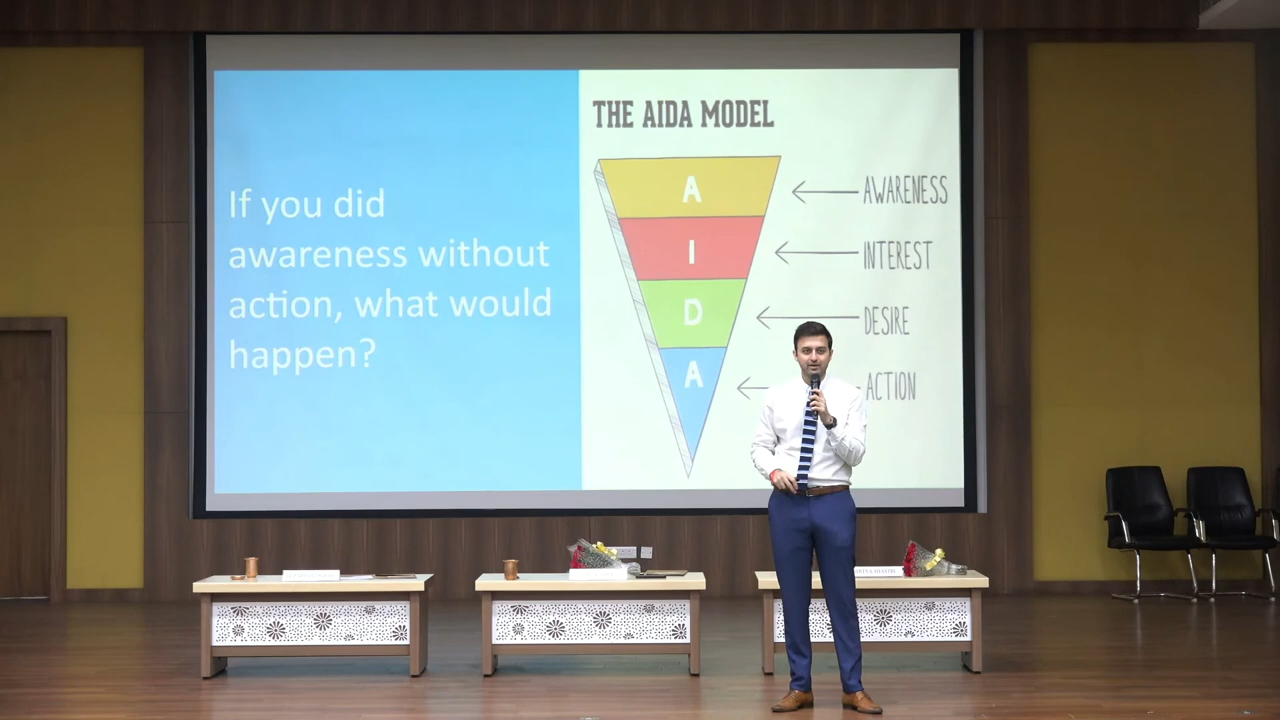 If you did
awareness without
action, what would
happen?
THE AIDA MODEL
A
I
D
A
AWARENESS
INTEREST
DESIRE
ACTION